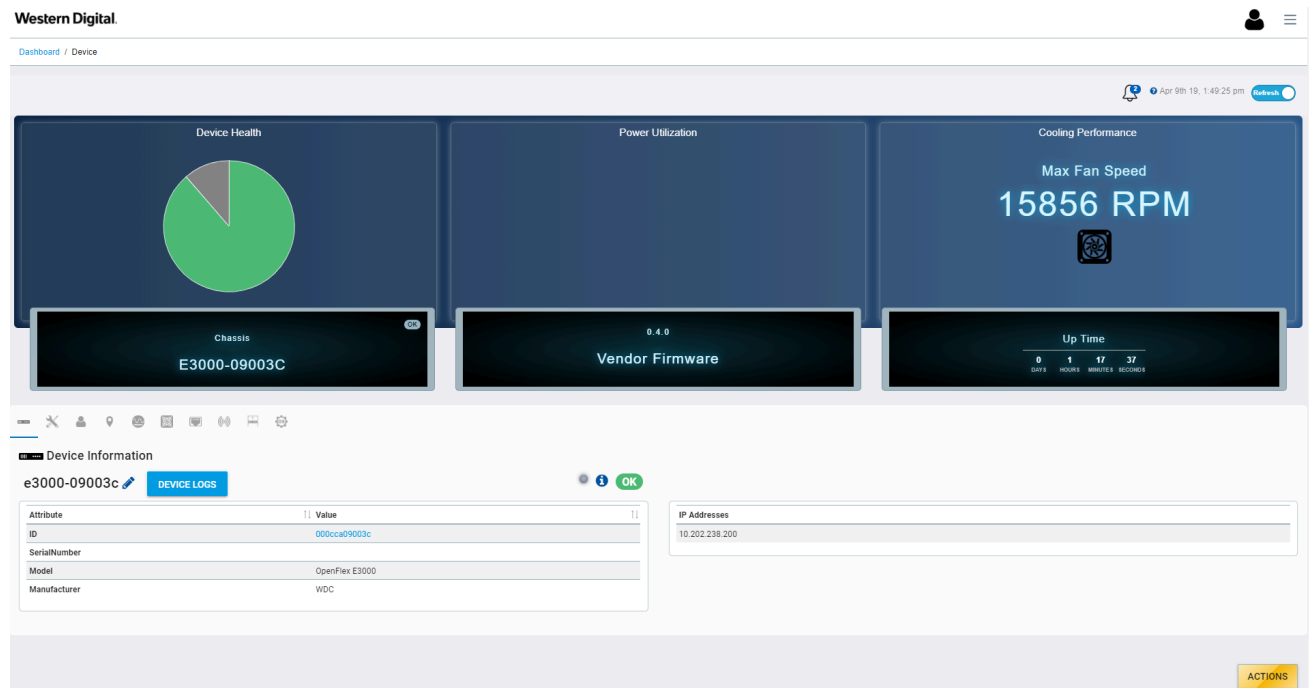 Western Digital.
Dashboard / Device
2
Apr 9th 19, 1:49:25 pm Refresh
Device Health
Power Utilization
Cooling Performance
Max Fan Speed
15856 RPM
OK
Chassis
E3000-09003C
0.4.0
Vendor Firmware
Up Time
0 1 17 37
DAYS HOURS MINUTES SECONDS
Device Information
e3000-09003c DEVICE LOGS OK
Attribute Value
ID 000cca09003c
SerialNumber
Model OpenFlex E3000
Manufacturer WDC
IP Addresses
10.202.238.200
ACTIONS